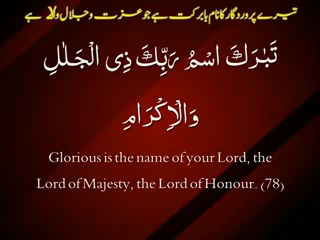 تیرے پروردگار کا نام بابرکت ہے جو عزت و جلال والا ہے
تَبٰرَكَ اسْمُ رَبِّكَ ذِی الْجَلٰلِ
وَالْاِكْرَامِ
Glorious is the name of your Lord, the
Lord of Majesty, the Lord of Honour. (78)